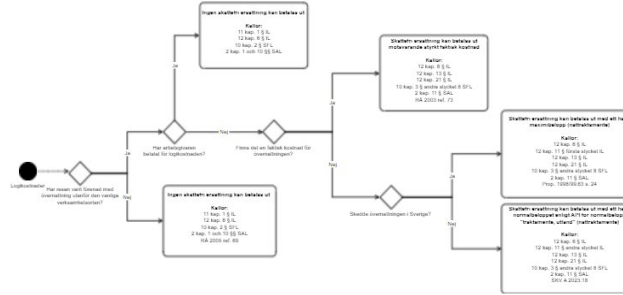 Ingen skattefri ersättning kan betalas ut
Källor:
11 kap. 1 § IL
12 kap. 6 § IL
10 kap. 2 § SFL
2 kap. 1 och 10 §§ SAL
Skattefri ersättning kan betalas ut
motsvarande styrkt faktisk kostnad
Källor:
12 kap. 6 § IL
12 kap. 13 § IL
12 kap. 21 § IL
10 kap. 3 § andra stycket 8 SFL
2 kap. 11 § SAL
RÅ 2003 ref. 73
Ja
Ja
Har arbetsgivaren
betalat för logikostnaden?
Nej
Finns det en faktisk kostnad för
övernattningen?
Ja
Nej
Logikostnader
Har resan varit förenad med
övernattning utanför den vanliga
verksamhetsorten?
Nej
Ingen skattefri ersättning kan betalas ut
Källor:
11 kap. 1 § IL
12 kap. 6 § IL
10 kap. 2 § SFL
2 kap. 1 och 10 §§ SAL
RÅ 2009 ref. 69
Skedde övernattningen i Sverige?
Ja
Nej
Skattefri ersättning kan betalas ut med ett
maximibelopp (nattraktamente)
Källor:
12 kap. 6 § IL
12 kap. 11 § första stycket IL
12 kap. 13 § IL
12 kap. 21 § IL
10 kap. 3 § andra stycket 8 SFL
2 kap. 11 § SAL
Prop. 1998/99:83 s. 24
Skattefri ersättning kan betalas ut med ett
normalbeloppet enligt API för normalbelopp
"traktamente, utland" (nattraktamente)
Källor:
12 kap. 6 § IL
12 kap. 11 § andra stycket IL
12 kap. 13 § IL
12 kap. 21 § IL
10 kap. 3 § andra stycket 8 SFL
2 kap. 11 § SAL
SKV A 2023:18